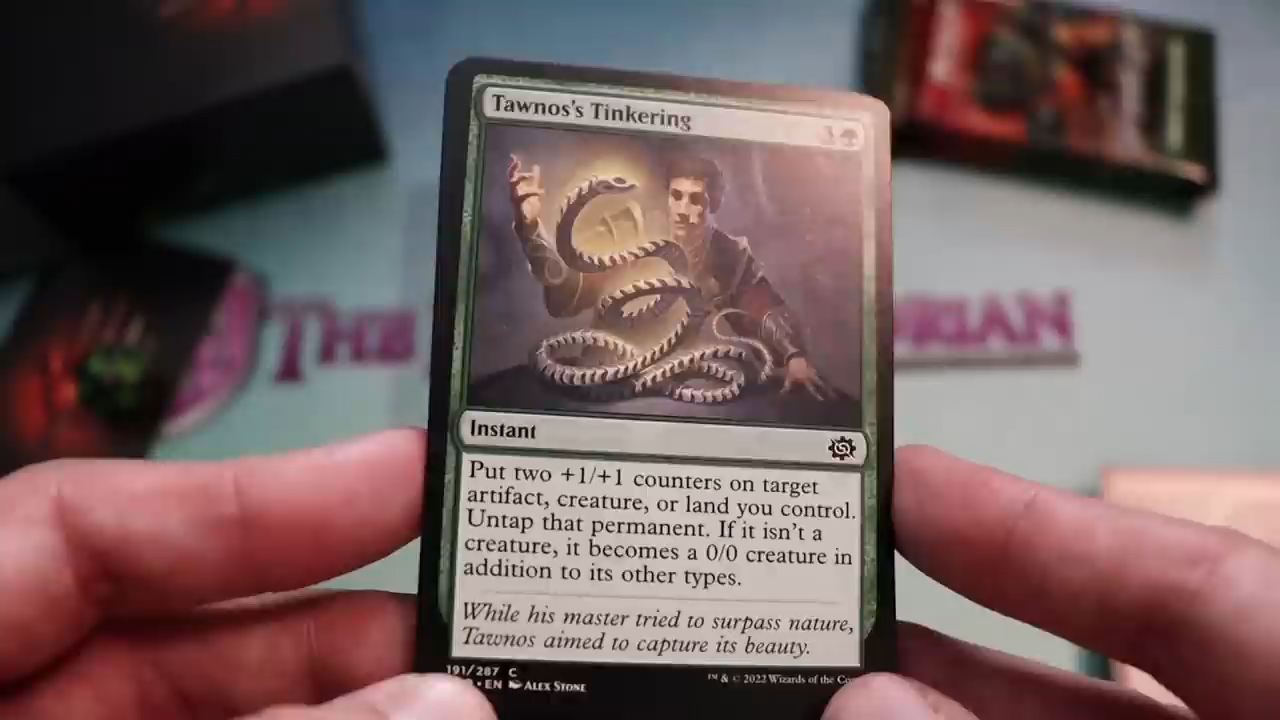 Tawnos's Tinkering
3
THE
RIAN
Instant
Put two +1/+1 counters on target
artifact, creature, or land you control.
Untap that permanent. If it isn't a
creature, it becomes a 0/0 creature in
addition to its other types.
While his master tried to surpass nature,
Tawnos aimed to capture its beauty.
191/287 C
• EN ALEX STONE
™ & © 2022 Wizards of the Co